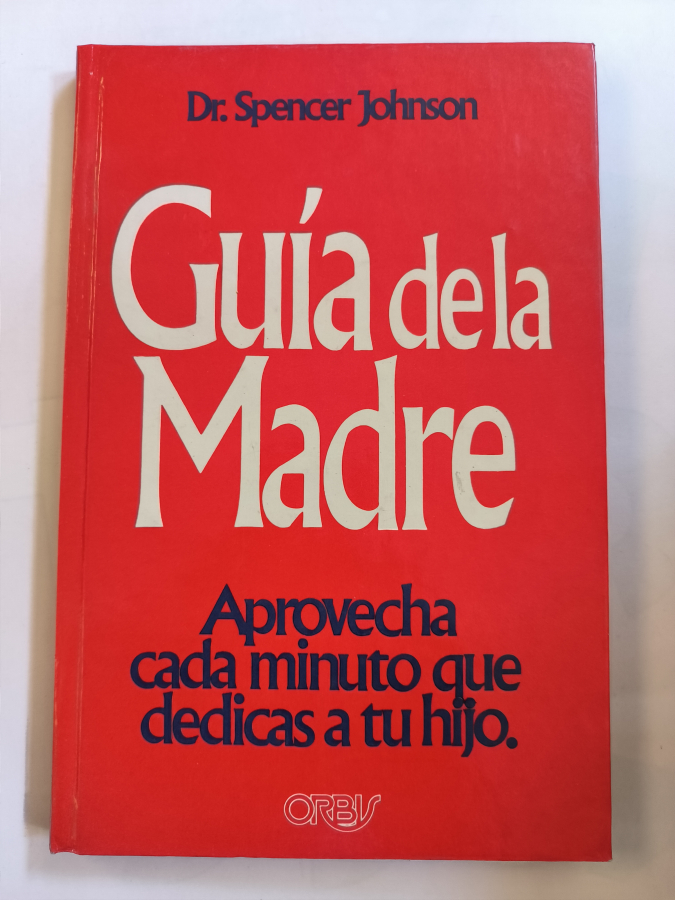 Dr. Spencer Johnson
Guía de la
Madre
Aprovecha
cada minuto que
dedicas a tu hijo.
ORBIS